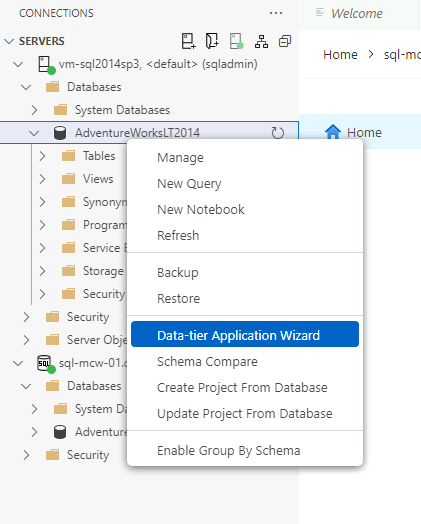 CONNECTIONS
Welcome
SERVERS
Home
sql-mc
vm-sql2014sp3, <default> (sqladmin)
Databases
System Databases
AdventureWorksLT2014
Home
Tables
Views
Synonym
Program
Service
Storage
Security
Security
Server Obje
sql-mcw-01.
Databases
System Da
Adventure
Security
Manage
New Query
New Notebook
Refresh
Backup
Restore
Data-tier Application Wizard
Schema Compare
Create Project From Database
Update Project From Database
Enable Group By Schema